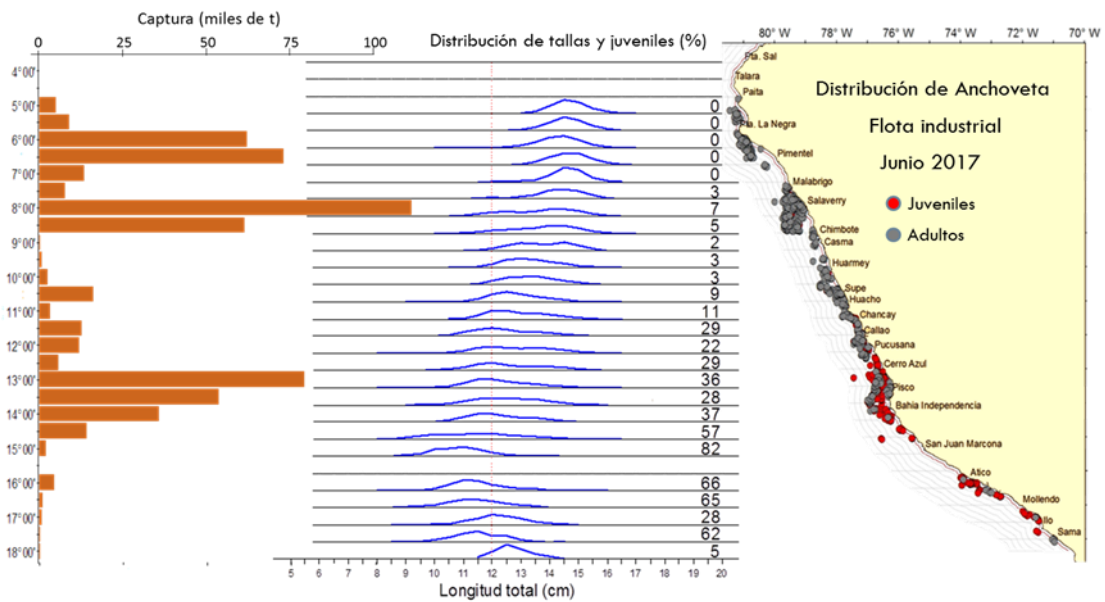 Captura (miles de t)
0 25 50 75 100
4°00'
5°00'
6°00'
7°00'
8°00'
9°00'
10°00'
11°00'
12°00'
13°00'
14°00'
15°00'
16°00'
17°00'
18°00'
Distribución de tallas y juveniles (%)
0
0
0
0
0
3
7
5
2
3
3
9
11
29
22
29
36
28
37
57
82
66
65
28
62
5
5 6 7 8 9 10 11 12 13 14 15 16 17 18 19 20
Longitud total (cm)
80° W 78° W 76° W 74° W 72° W 70° W
Pta. Sal
Talara
Paita
Pta. La Negra
Pimentel
Malabrigo
Salaverry
Chimbote
Casma
Huarmey
Supe
Huacho
Chancay
Callao
Pucusana
Cerro Azul
Pisco
Bahia Independencia
San Juan Marcona
Atico
Mollendo
Ilo
Sama
Distribución de Anchoveta
Flota industrial
Junio 2017
Juveniles
Adultos